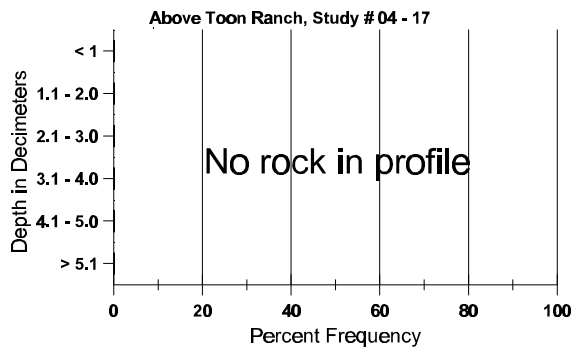 Above Toon Ranch, Study # 04 - 17
Depth in Decimeters
< 1
1.1 - 2.0
2.1 - 3.0
3.1 - 4.0
4.1 - 5.0
> 5.1
No rock in profile
0 20 40 60 80 100
Percent Frequency